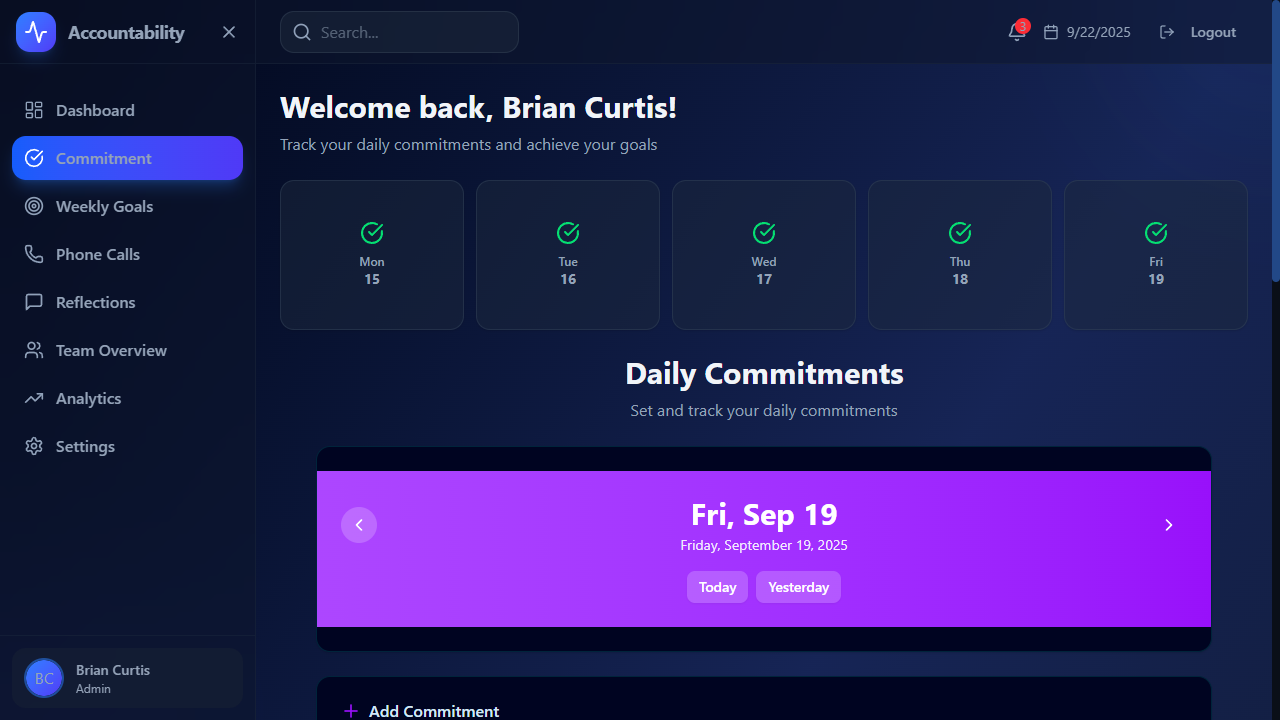 Accountability
Search...
3
9/22/2025
Logout
Dashboard
Commitment
Weekly Goals
Phone Calls
Reflections
Team Overview
Analytics
Settings
BC
Brian Curtis
Admin
Welcome back, Brian Curtis!
Track your daily commitments and achieve your goals
Mon
15
Tue
16
Wed
17
Thu
18
Fri
19
Daily Commitments
Set and track your daily commitments
Fri, Sep 19
Friday, September 19, 2025
Today
Yesterday
Add Commitment